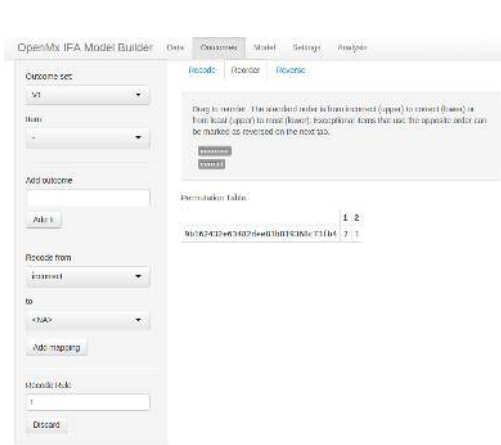 OpenMx IFA Model Builder Data Outcomes Model Settings Analysis
Outcome set
V1
Item
-
Add outcome
Add it
Recode from
incorrect
to
<NA>
Add mapping
Recode Rule
1
Discard
Recode Reorder Reverse
Drag to reorder. The standard order is from incorrect (upper) to correct (lower) or
from least (upper) to most (lower). Exceptional items that use the opposite order can
be marked as reversed on the next tab.
incorrect
correct
Permutation Table
1 2
2 1